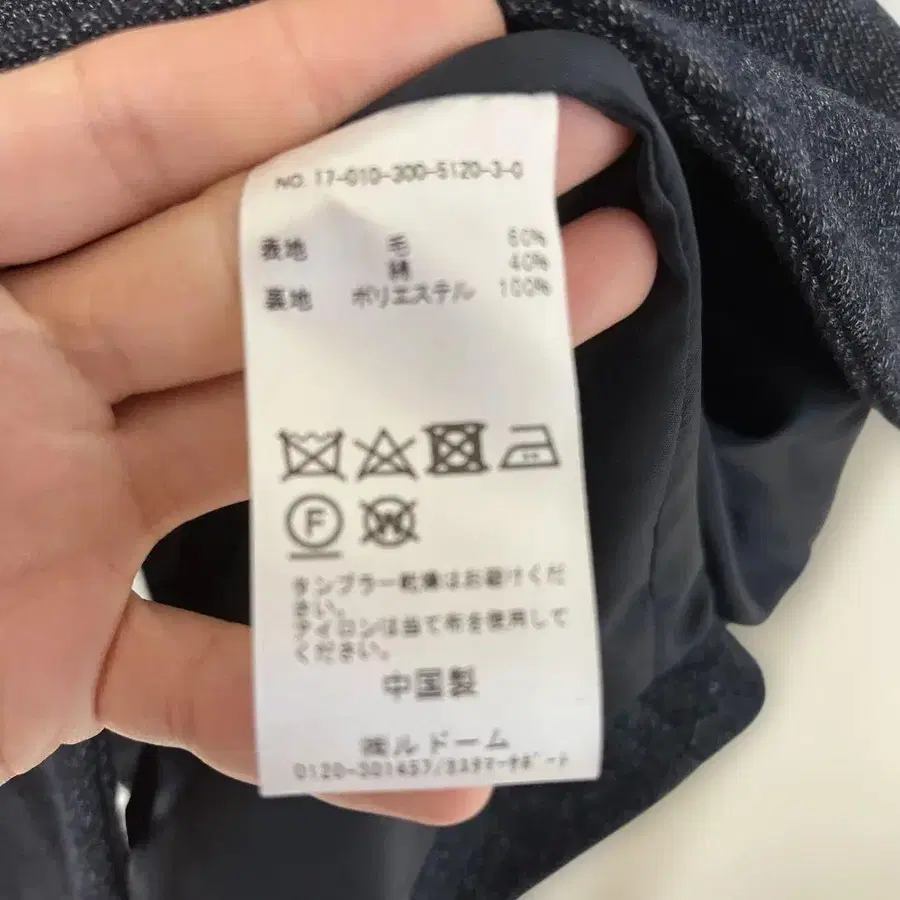 NO. 17-010-300-5120-3-0
表地 毛 60%
綿 40%
裏地 ポリエステル 100%
F W
タンブラー乾燥はお避けくだ
さい。
アイロンは当て布を使用して
ください。
中国製
㈱ルドーム
0120-301457/カスタマーサポート